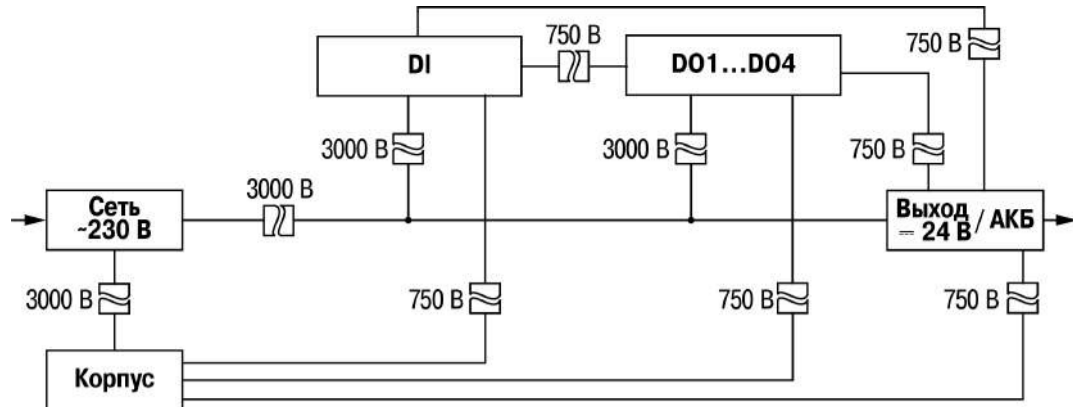 750 В
750 В
DI
DO1...DO4
3000 В
3000 В
750 В
3000 В
Сеть
~230 В
Выход
⎓ 24 В / АКБ
3000 В
750 В
750 В
750 В
Корпус